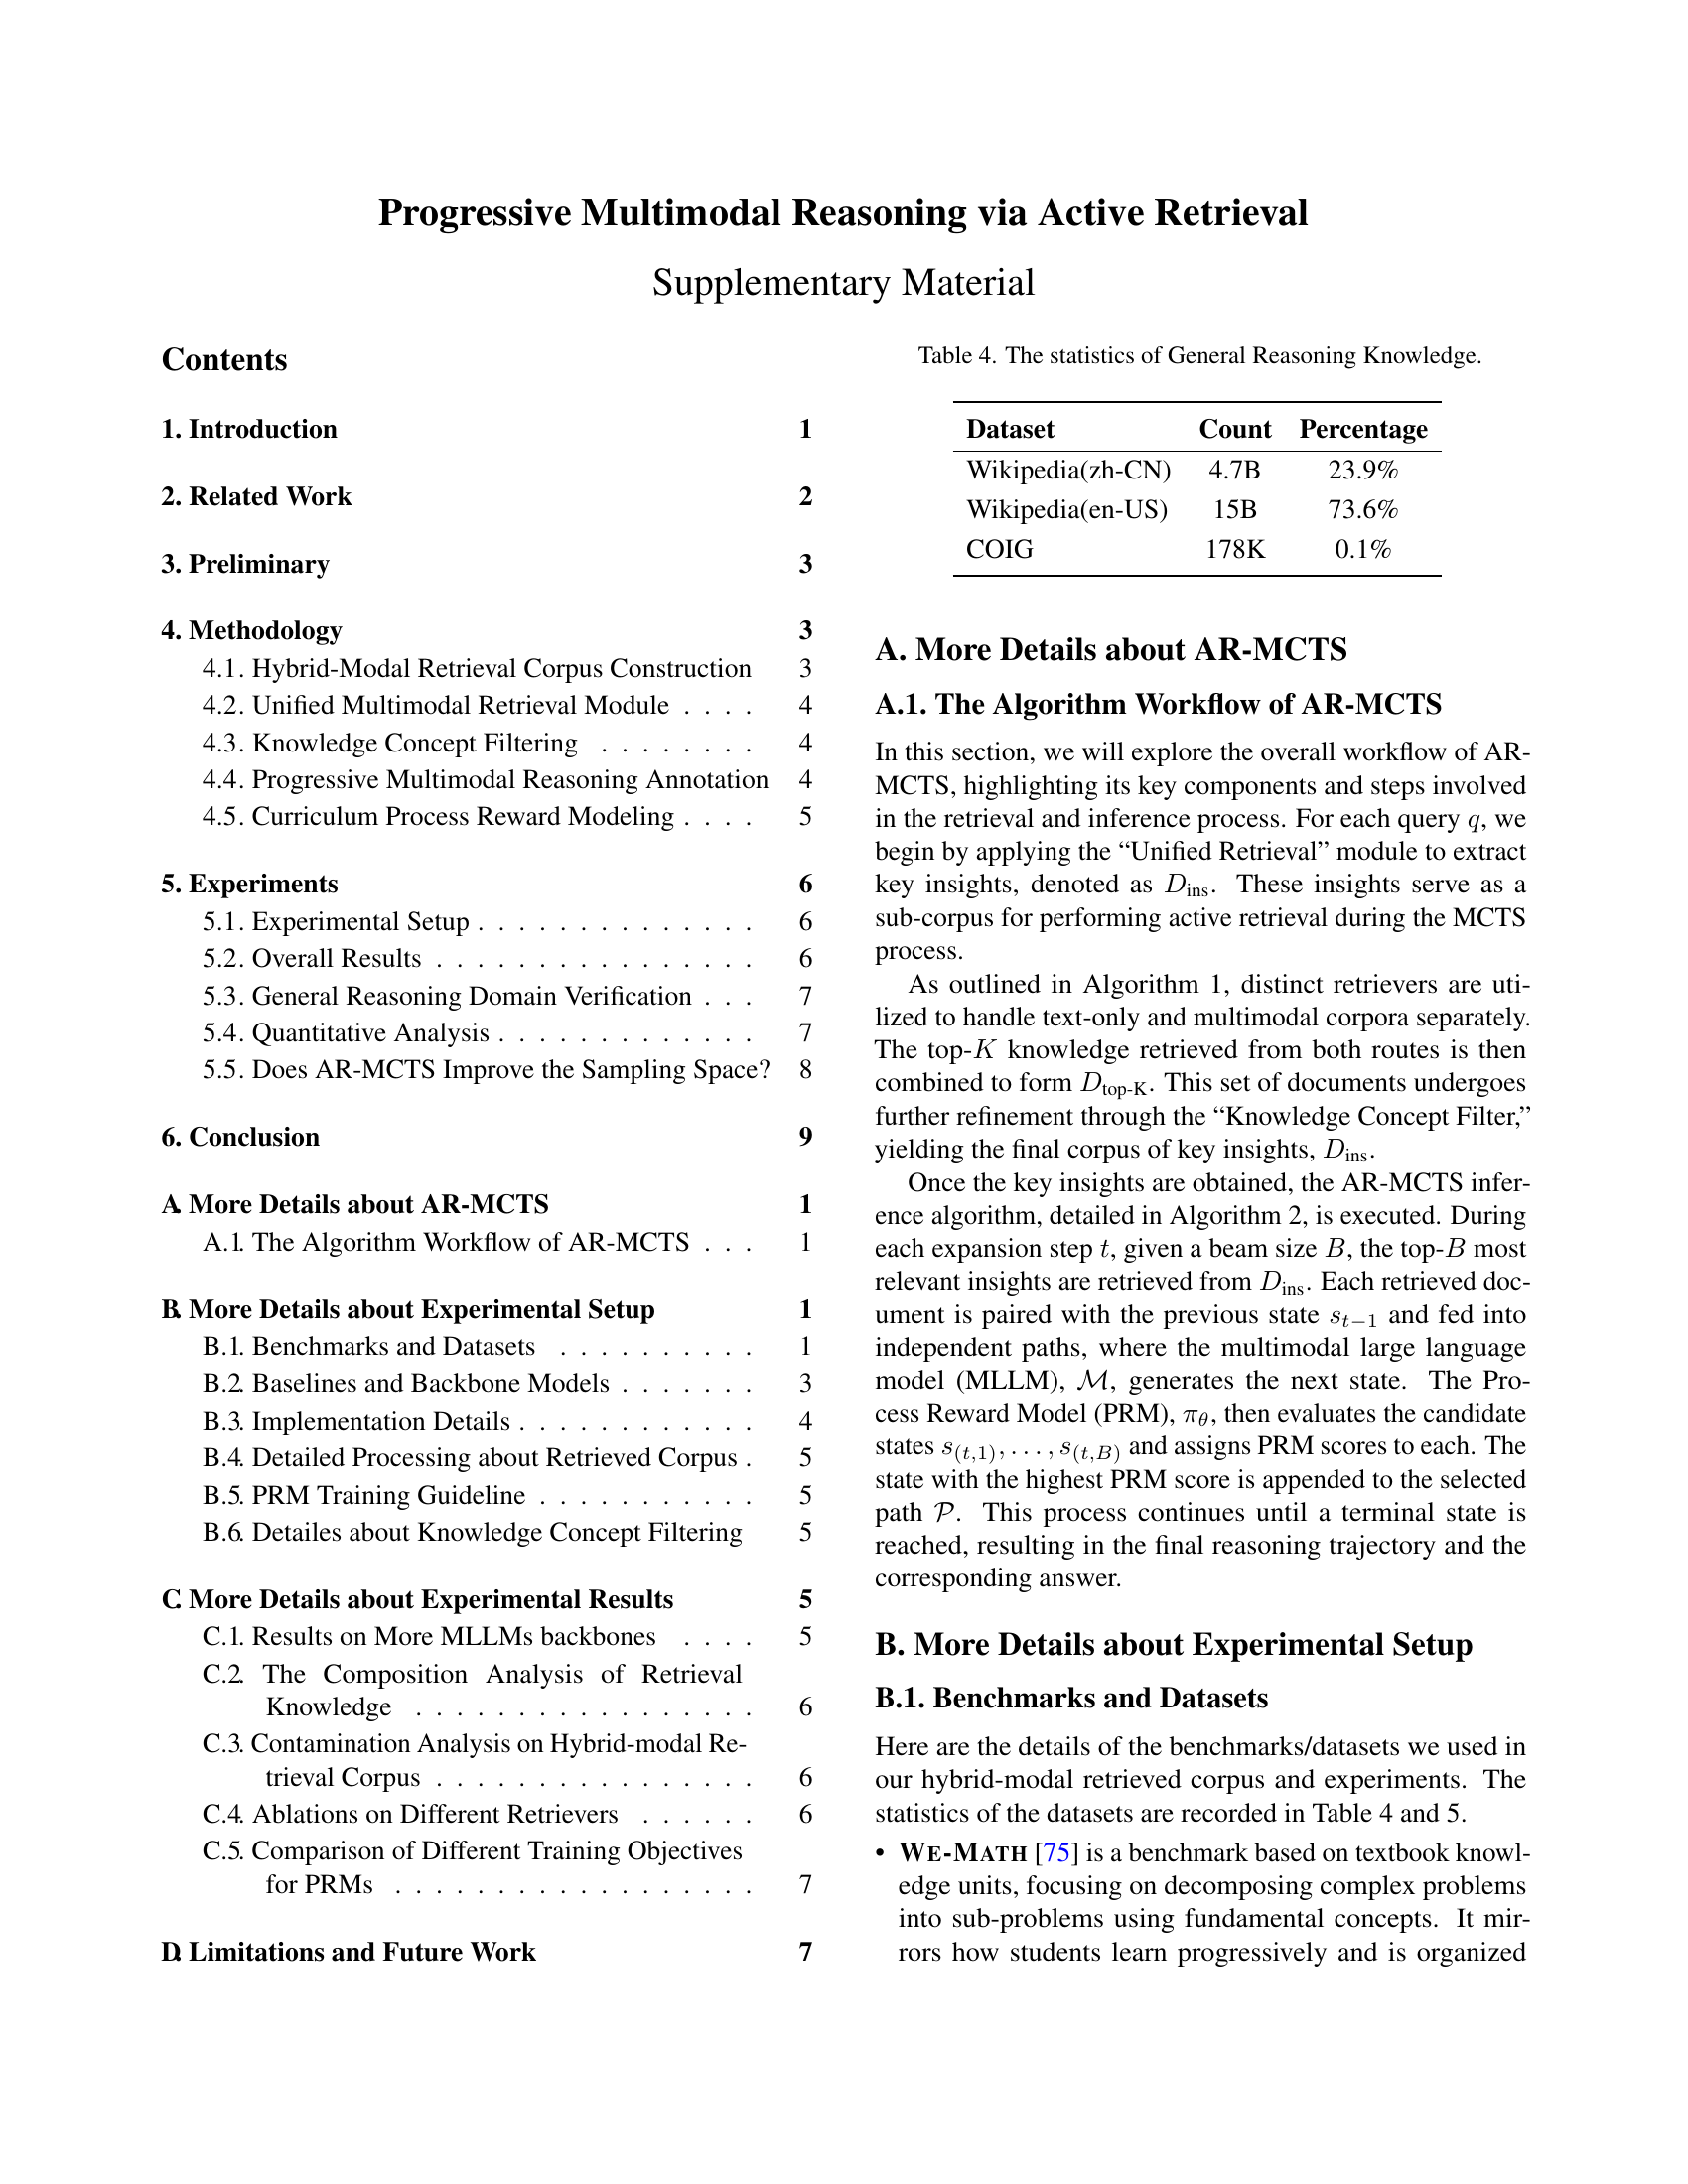 Progressive Multimodal Reasoning via Active Retrieval
Supplementary Material
Contents
1. Introduction 1
2. Related Work 2
3. Preliminary 3
4. Methodology 3
4.1. Hybrid-Modal Retrieval Corpus Construction 3
4.2. Unified Multimodal Retrieval Module . . . . 4
4.3. Knowledge Concept Filtering . . . . . . . . 4
4.4. Progressive Multimodal Reasoning Annotation 4
4.5. Curriculum Process Reward Modeling . . . . 5
5. Experiments 6
5.1. Experimental Setup . . . . . . . . . . . . . . 6
5.2. Overall Results . . . . . . . . . . . . . . . . 6
5.3. General Reasoning Domain Verification . . . 7
5.4. Quantitative Analysis . . . . . . . . . . . . . 7
5.5. Does AR-MCTS Improve the Sampling Space? 8
6. Conclusion 9
A. More Details about AR-MCTS 1
A.1. The Algorithm Workflow of AR-MCTS . . . 1
B. More Details about Experimental Setup 1
B.1. Benchmarks and Datasets . . . . . . . . . . 1
B.2. Baselines and Backbone Models . . . . . . . 3
B.3. Implementation Details . . . . . . . . . . . . 4
B.4. Detailed Processing about Retrieved Corpus . 5
B.5. PRM Training Guideline . . . . . . . . . . . 5
B.6. Detailes about Knowledge Concept Filtering 5
C. More Details about Experimental Results 5
C.1. Results on More MLLMs backbones . . . . 5
C.2. The Composition Analysis of Retrieval
Knowledge . . . . . . . . . . . . . . . . . 6
C.3. Contamination Analysis on Hybrid-modal Re-
trieval Corpus . . . . . . . . . . . . . . . . 6
C.4. Ablations on Different Retrievers . . . . . . 6
C.5. Comparison of Different Training Objectives
for PRMs . . . . . . . . . . . . . . . . . . 7
D. Limitations and Future Work 7
Table 4. The statistics of General Reasoning Knowledge.
Dataset Count Percentage
Wikipedia(zh-CN) 4.7B 23.9%
Wikipedia(en-US) 15B 73.6%
COIG 178K 0.1%
A. More Details about AR-MCTS
A.1. The Algorithm Workflow of AR-MCTS
In this section, we will explore the overall workflow of AR-
MCTS, highlighting its key components and steps involved
in the retrieval and inference process. For each query q, we
begin by applying the “Unified Retrieval” module to extract
key insights, denoted as D_ins. These insights serve as a
sub-corpus for performing active retrieval during the MCTS
process.
As outlined in Algorithm 1, distinct retrievers are uti-
lized to handle text-only and multimodal corpora separately.
The top-K knowledge retrieved from both routes is then
combined to form D_top-K. This set of documents undergoes
further refinement through the “Knowledge Concept Filter,”
yielding the final corpus of key insights, D_ins.
Once the key insights are obtained, the AR-MCTS infer-
ence algorithm, detailed in Algorithm 2, is executed. During
each expansion step t, given a beam size B, the top-B most
relevant insights are retrieved from D_ins. Each retrieved doc-
ument is paired with the previous state s_{t−1} and fed into
independent paths, where the multimodal large language
model (MLLM), M, generates the next state. The Pro-
cess Reward Model (PRM), π_θ, then evaluates the candidate
states s_(t,1), . . . , s_(t,B) and assigns PRM scores to each. The
state with the highest PRM score is appended to the selected
path P. This process continues until a terminal state is
reached, resulting in the final reasoning trajectory and the
corresponding answer.
B. More Details about Experimental Setup
B.1. Benchmarks and Datasets
Here are the details of the benchmarks/datasets we used in
our hybrid-modal retrieved corpus and experiments. The
statistics of the datasets are recorded in Table 4 and 5.
• WE-MATH [75] is a benchmark based on textbook knowl-
edge units, focusing on decomposing complex problems
into sub-problems using fundamental concepts. It mir-
rors how students learn progressively and is organized